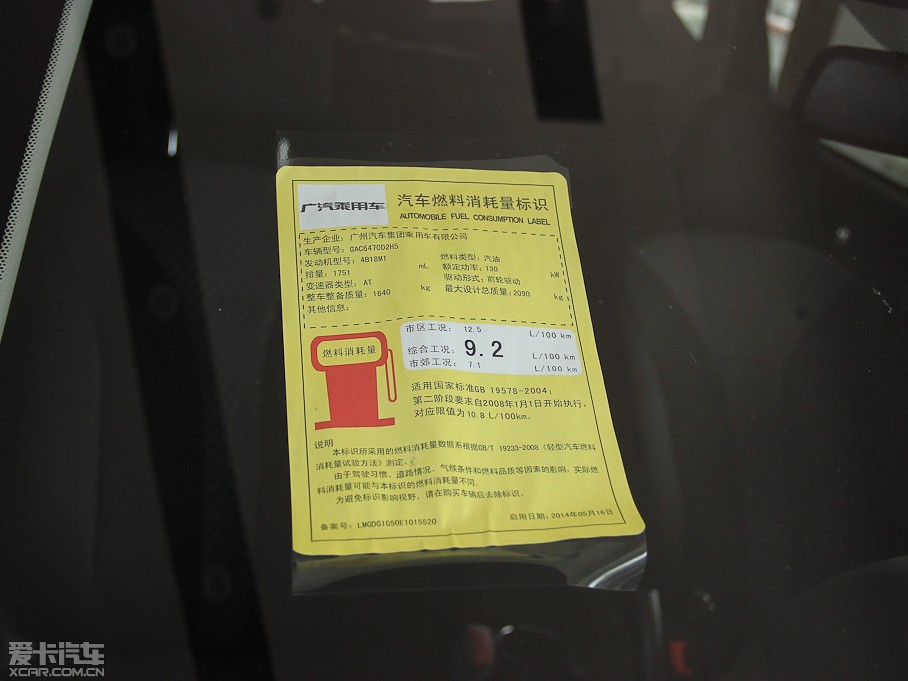 广汽乘用车
汽车燃料消耗量标识
AUTOMOBILE FUEL CONSUMPTION LABEL
生产企业：广州汽车集团乘用车有限公司
车辆型号：GAC6470D2H5
发动机型号：4B18M1 燃料类型：汽油
排量：1751 mL 额定功率：130 kW
变速器类型：AT 驱动形式：前轮驱动
整车整备质量：1640 kg 最大设计总质量：2090 kg
其他信息：
燃料消耗量
市区工况： 12.5 L/100 km
综合工况： 9.2 L/100 km
市郊工况： 7.1 L/100 km
适用国家标准GB 19578-2004；
第二阶段要求自2008年1月1日开始执行，
对应限值为10.8 L/100km。
说明
本标识所采用的燃料消耗量数据系根据GB/T 19233-2008《轻型汽车燃料
消耗量试验方法》测定。
由于驾驶习惯、道路情况、气候条件和燃料品质等因素的影响，实际燃
料消耗量可能与本标识的燃料消耗量不同。
为避免标识影响视野，请在购买车辆后去除标识。
备案号：LMGDG1G50E1015520 启用日期：2014年05月16日
爱卡汽车
XCAR.COM.CN